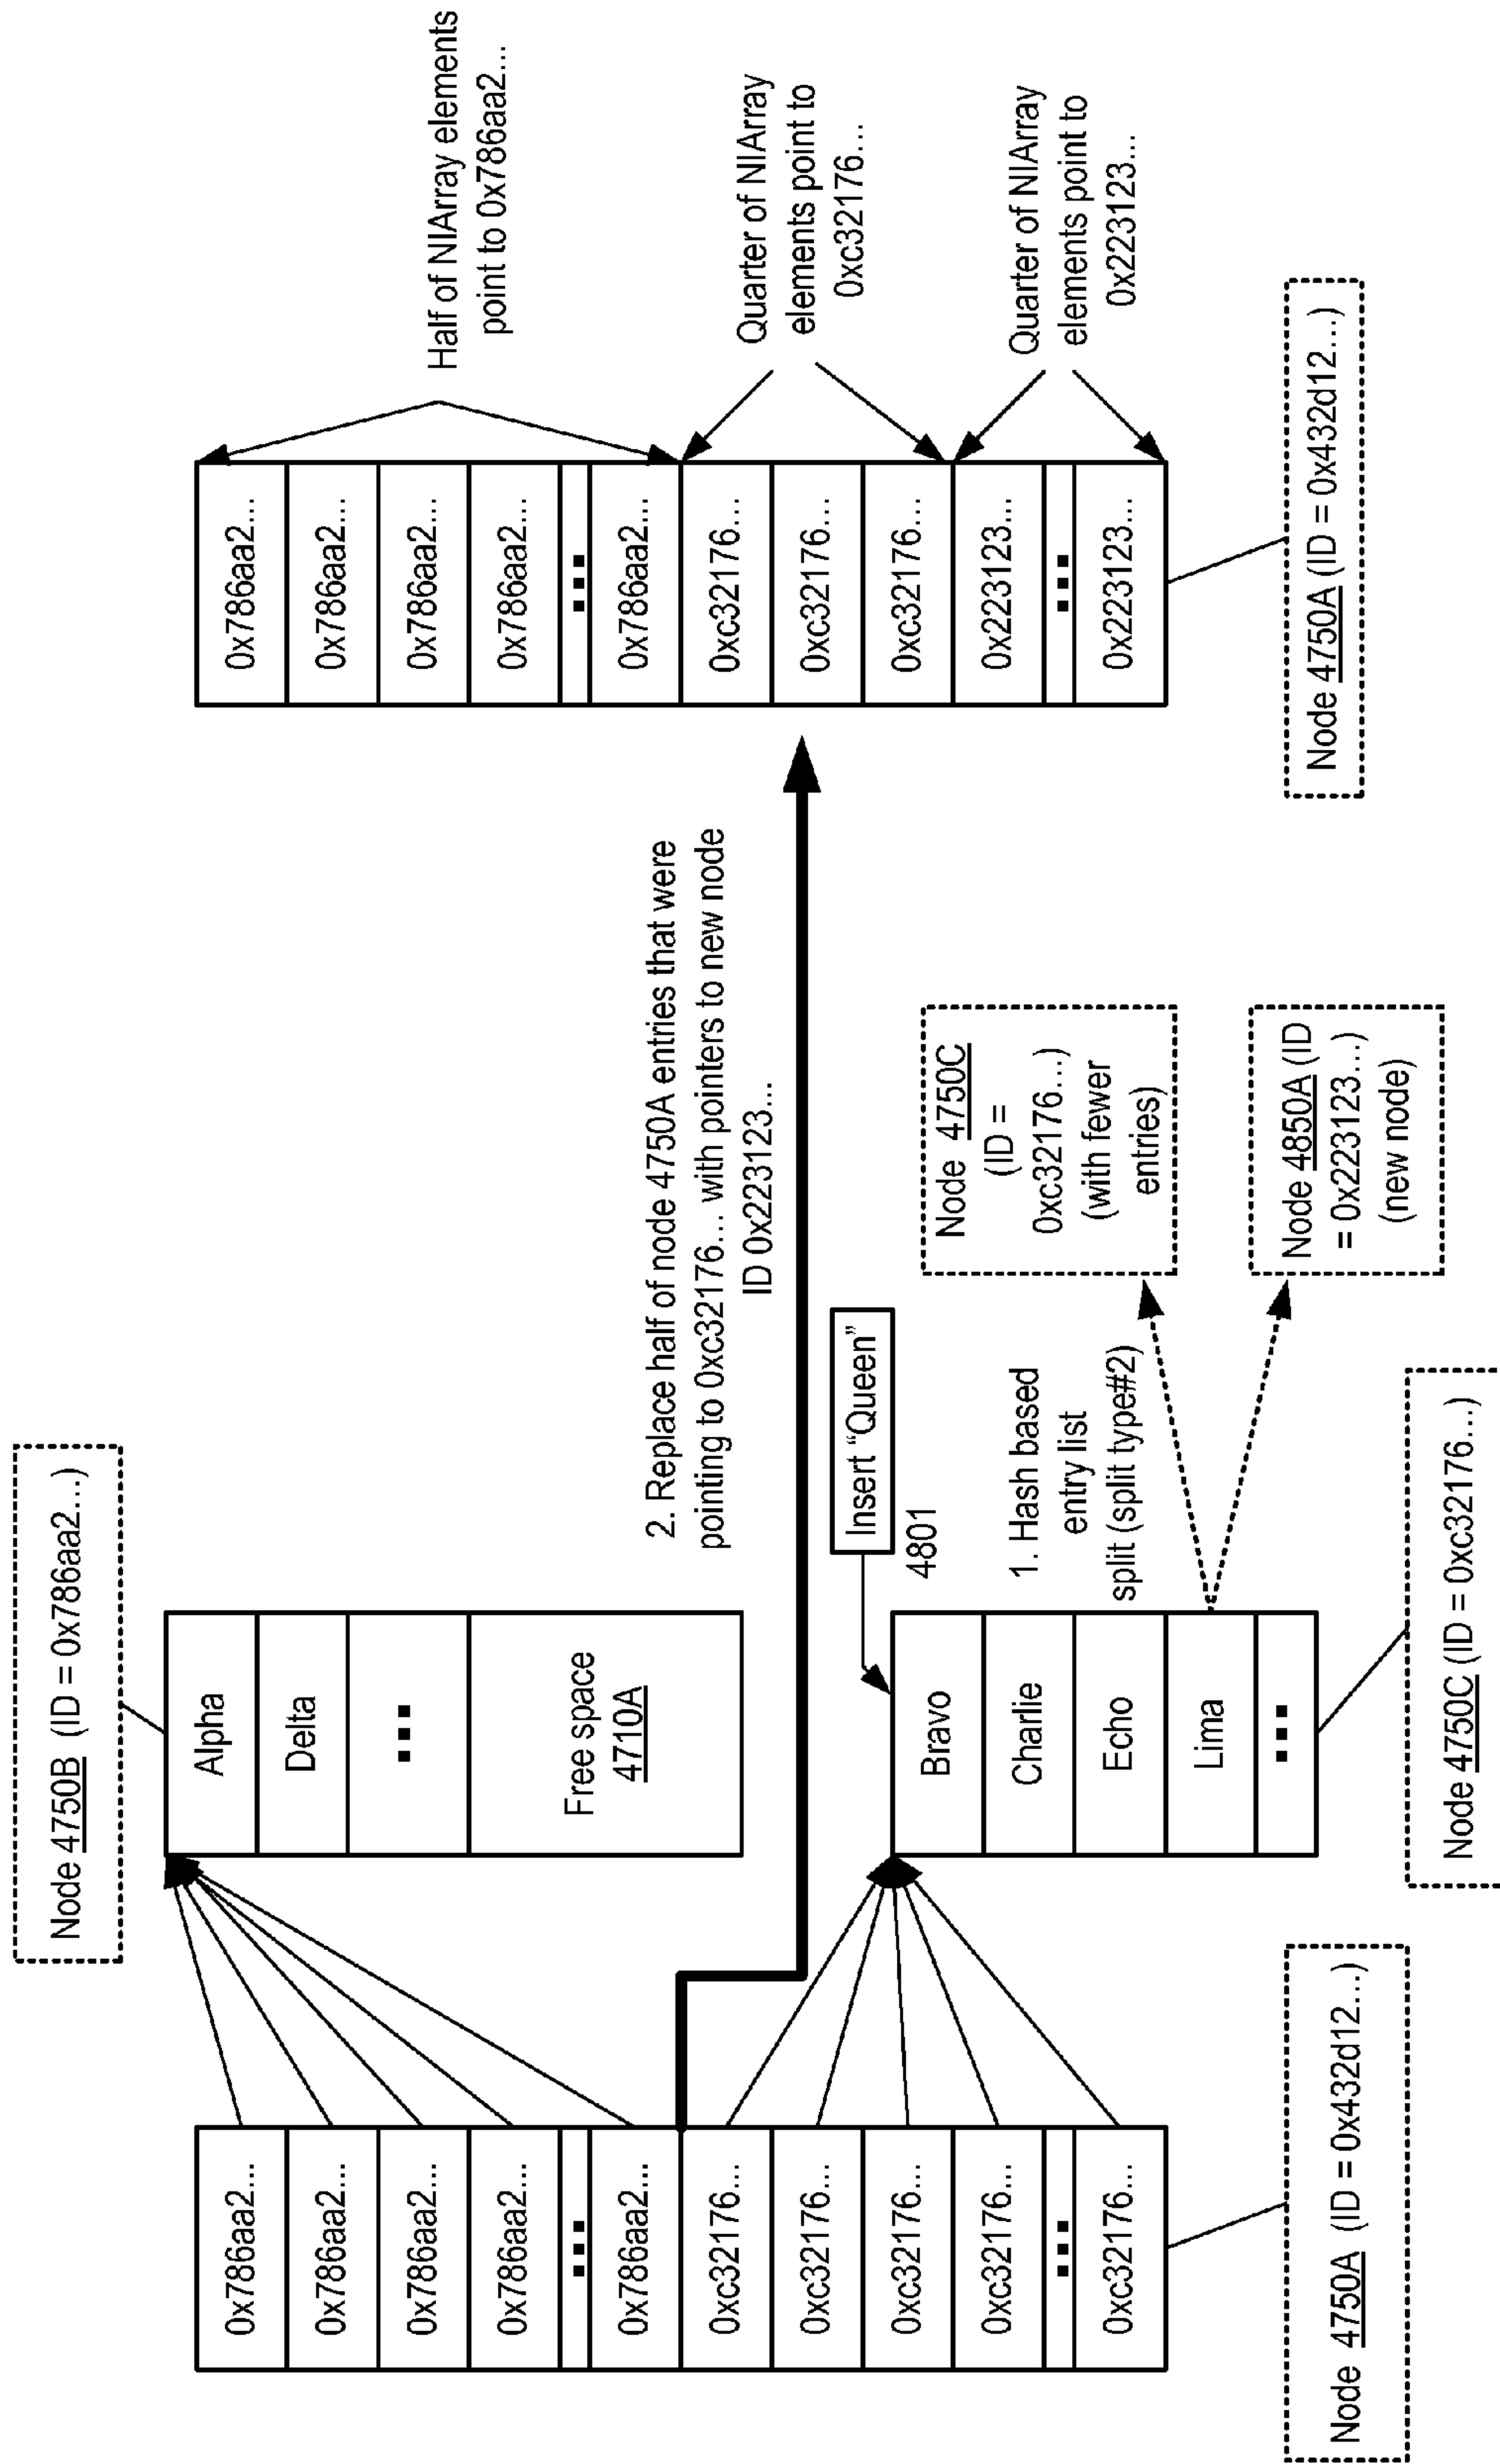 Node 4750B (ID = 0x786aa2...)
0x786aa2...
0x786aa2...
0x786aa2...
0x786aa2...
...
0x786aa2...
0xc32176...
0xc32176...
0xc32176...
0xc32176...
...
0xc32176...
Node 4750A (ID = 0x432d12...)
Alpha
Delta
...
Free space
4710A
Insert “Queen”
4801
Bravo
Charlie
Echo
Lima
...
Node 4750C (ID = 0xc32176...)
1. Hash based
entry list
split (split type#2)
Node 4750C
(ID =
0xc32176...)
(with fewer
entries)
Node 4850A (ID
= 0x223123...)
(new node)
2. Replace half of node 4750A entries that were
pointing to 0xc32176... with pointers to new node
ID 0x223123...
0x786aa2...
0x786aa2...
0x786aa2...
0x786aa2...
...
0x786aa2...
0xc32176...
0xc32176...
0xc32176...
0x223123...
...
0x223123...
Node 4750A (ID = 0x432d12...)
Half of NIArray elements
point to 0x786aa2...
Quarter of NIArray
elements point to
0xc32176...
Quarter of NIArray
elements point to
0x223123...